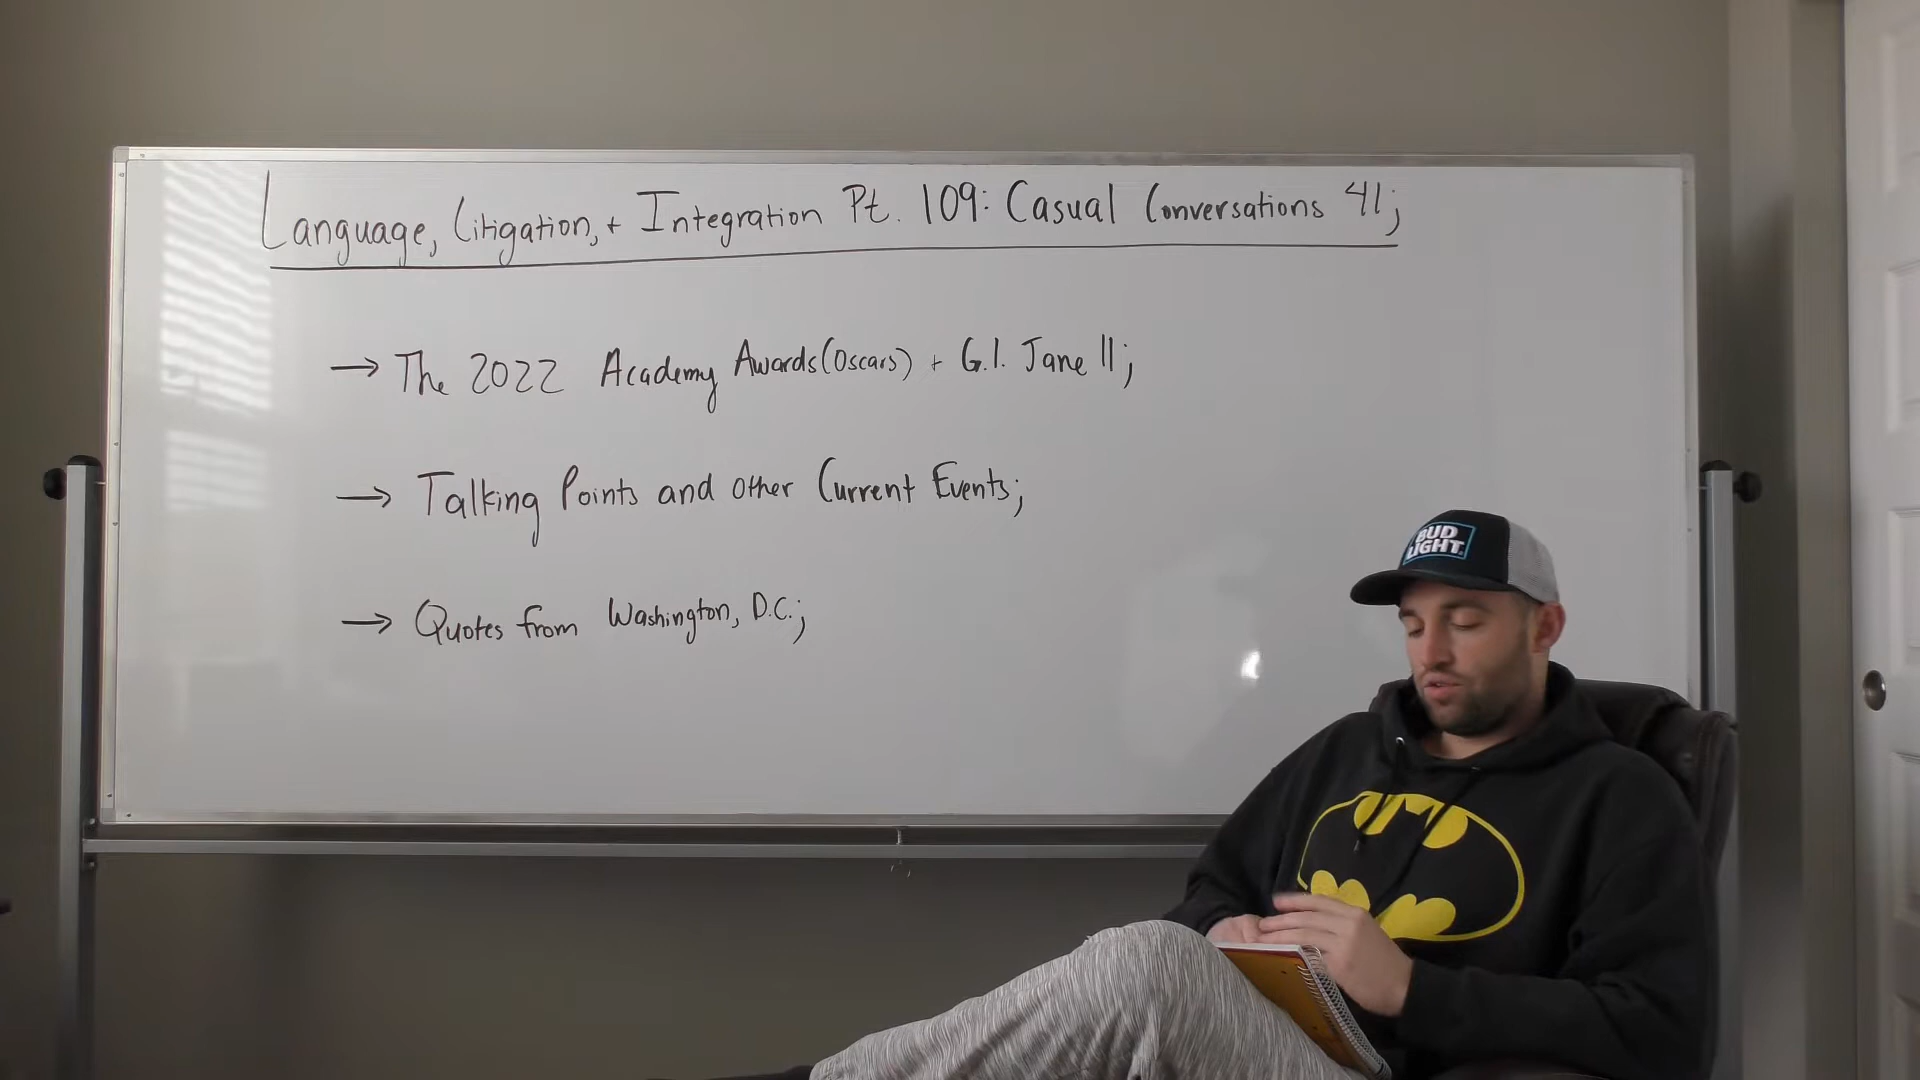 Language, Litigation, + Integration Pt. 109: Casual Conversations 41;
→ The 2022 Academy Awards (Oscars) + G.I. Jane II;
→ Talking Points and other Current Events;
→ Quotes from Washington, D.C.;
BUD
LIGHT.